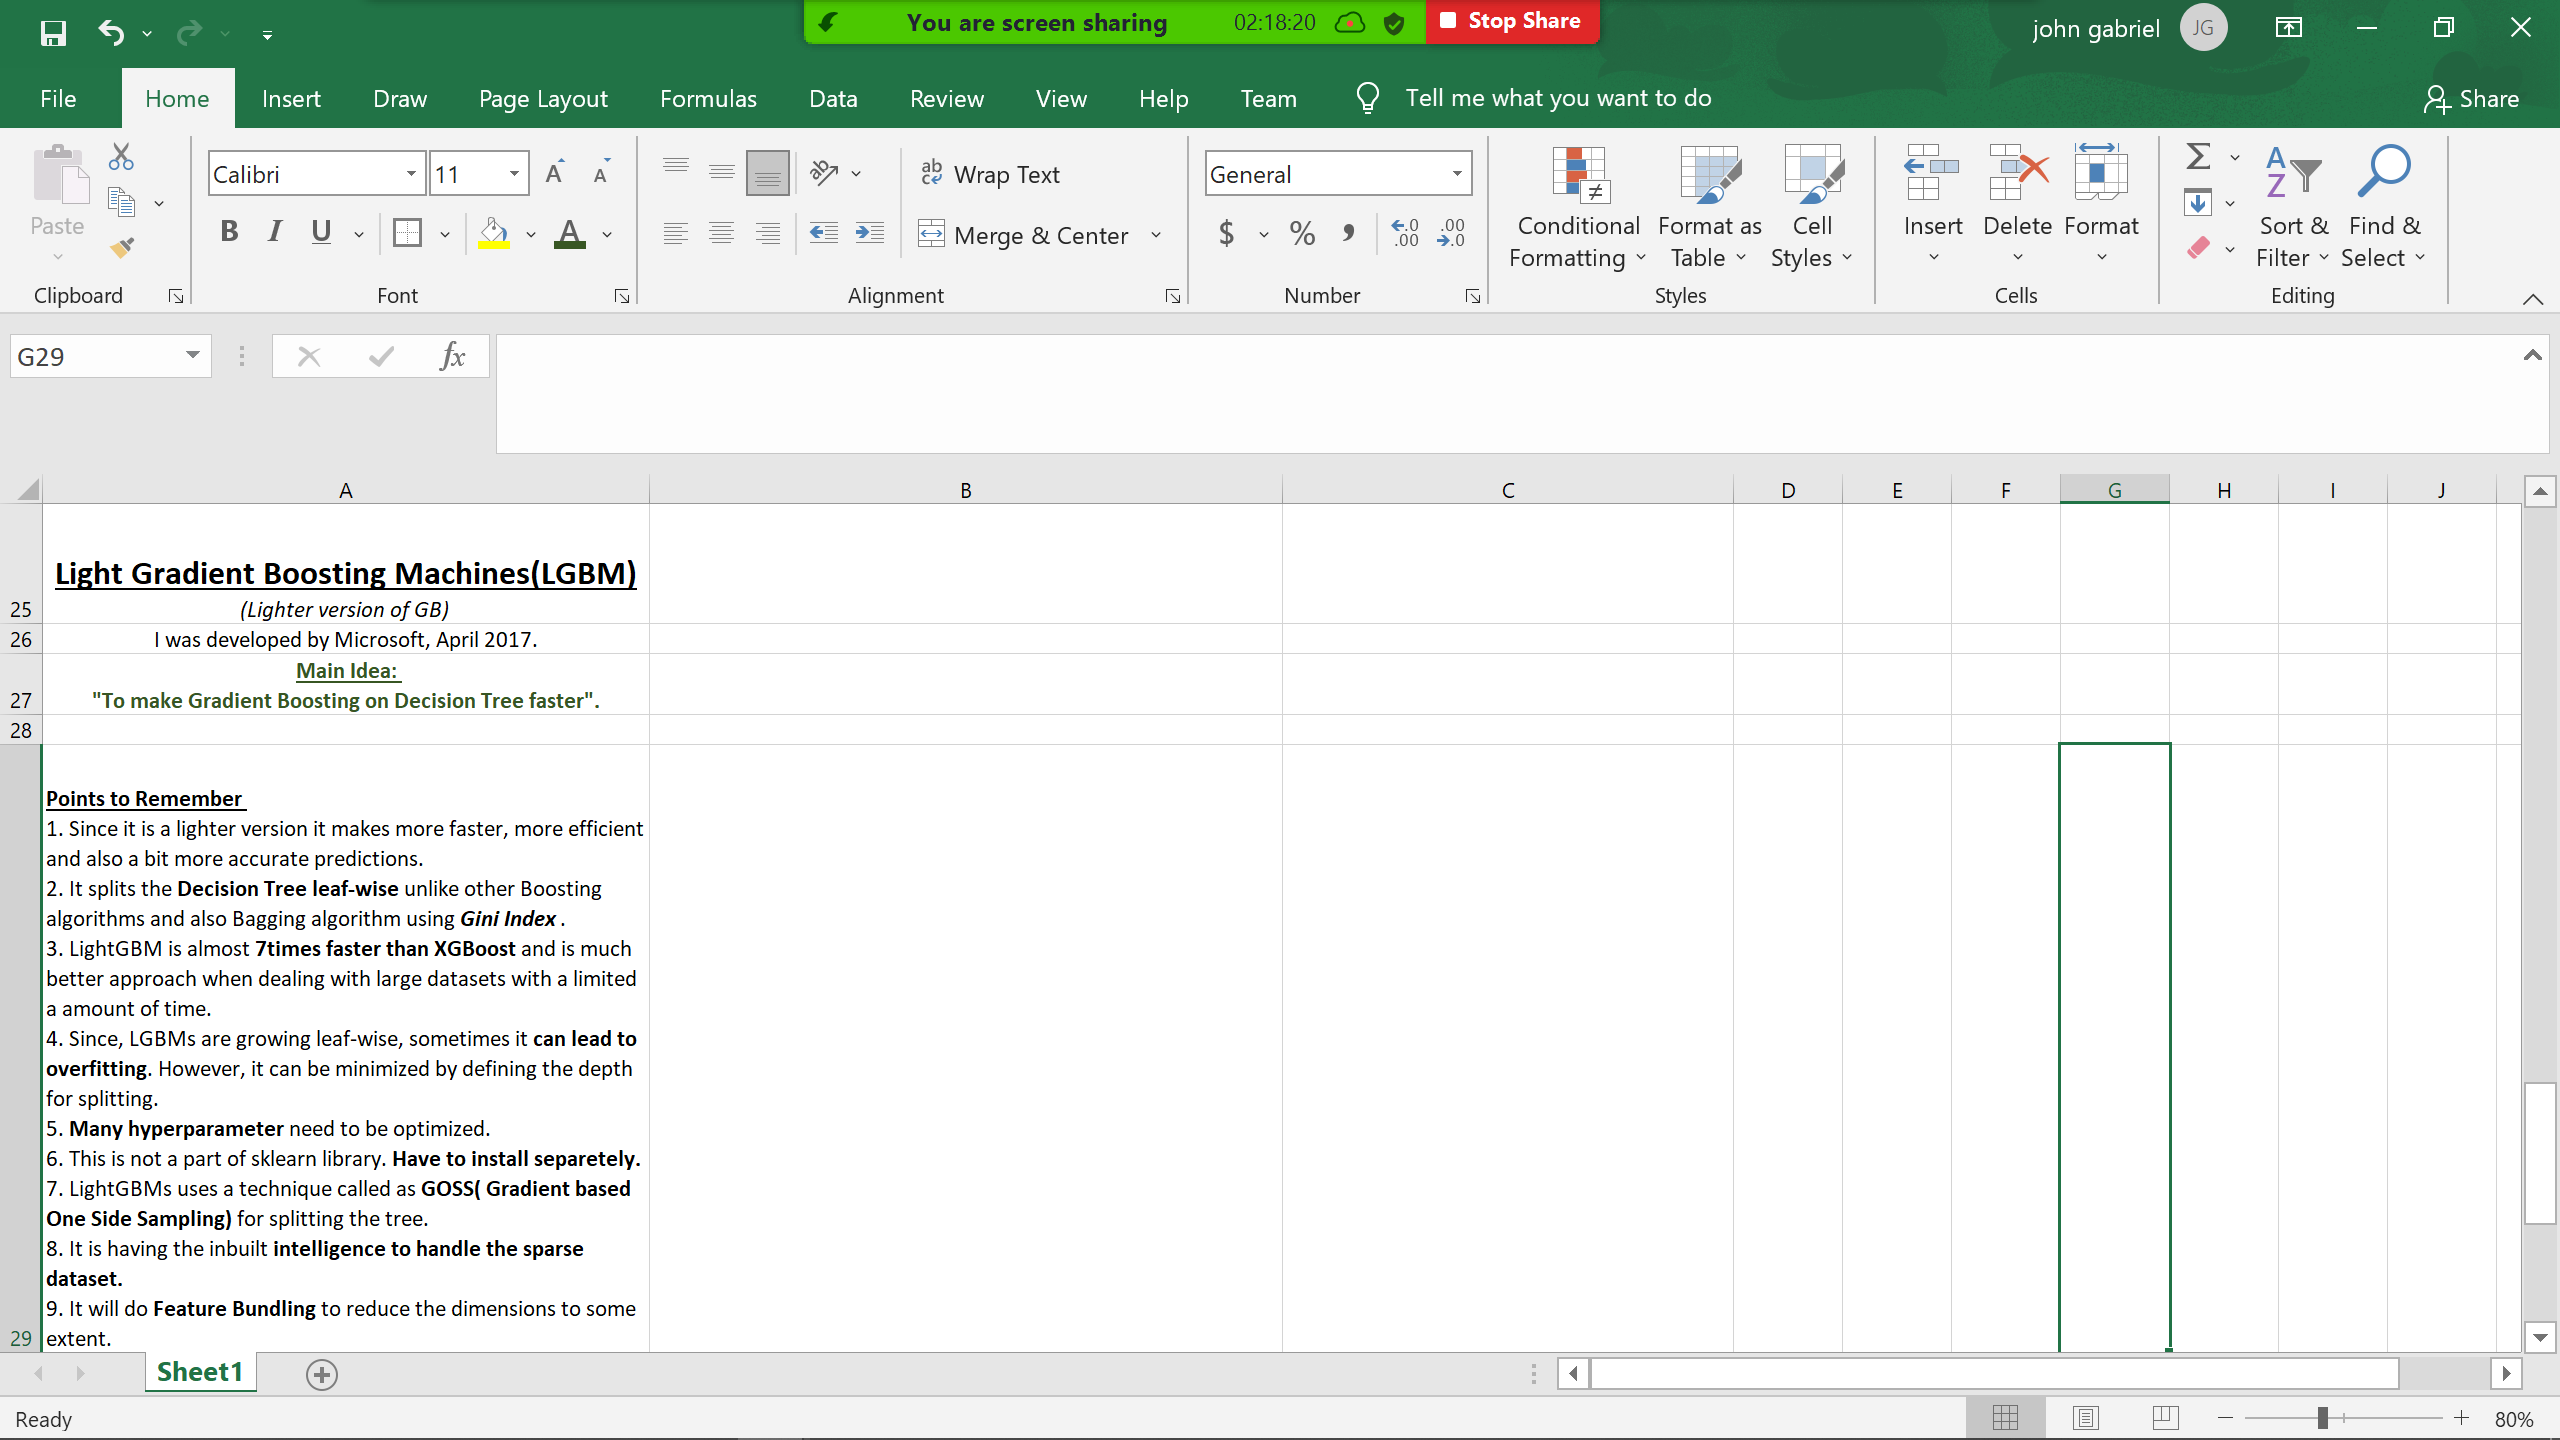 You are screen sharing 02:18:20 Stop Share
john gabriel JG
File Home Insert Draw Page Layout Formulas Data Review View Help Team Tell me what you want to do Share
Paste
Clipboard
Calibri 11
B I U
Font
Wrap Text
Merge & Center
Alignment
General
$ % ,
Number
Conditional Formatting
Format as Table
Cell Styles
Styles
Insert Delete Format
Cells
Sort & Filter
Find & Select
Editing
G29 fx
A B C D E F G H I J
Light Gradient Boosting Machines(LGBM)
25 (Lighter version of GB)
26 I was developed by Microsoft, April 2017.
Main Idea:
27 "To make Gradient Boosting on Decision Tree faster".
28
Points to Remember
1. Since it is a lighter version it makes more faster, more efficient
and also a bit more accurate predictions.
2. It splits the Decision Tree leaf-wise unlike other Boosting
algorithms and also Bagging algorithm using Gini Index .
3. LightGBM is almost 7times faster than XGBoost and is much
better approach when dealing with large datasets with a limited
a amount of time.
4. Since, LGBMs are growing leaf-wise, sometimes it can lead to
overfitting. However, it can be minimized by defining the depth
for splitting.
5. Many hyperparameter need to be optimized.
6. This is not a part of sklearn library. Have to install separetely.
7. LightGBMs uses a technique called as GOSS( Gradient based
One Side Sampling) for splitting the tree.
8. It is having the inbuilt intelligence to handle the sparse
dataset.
9. It will do Feature Bundling to reduce the dimensions to some
29 extent.
Sheet1
Ready 80%